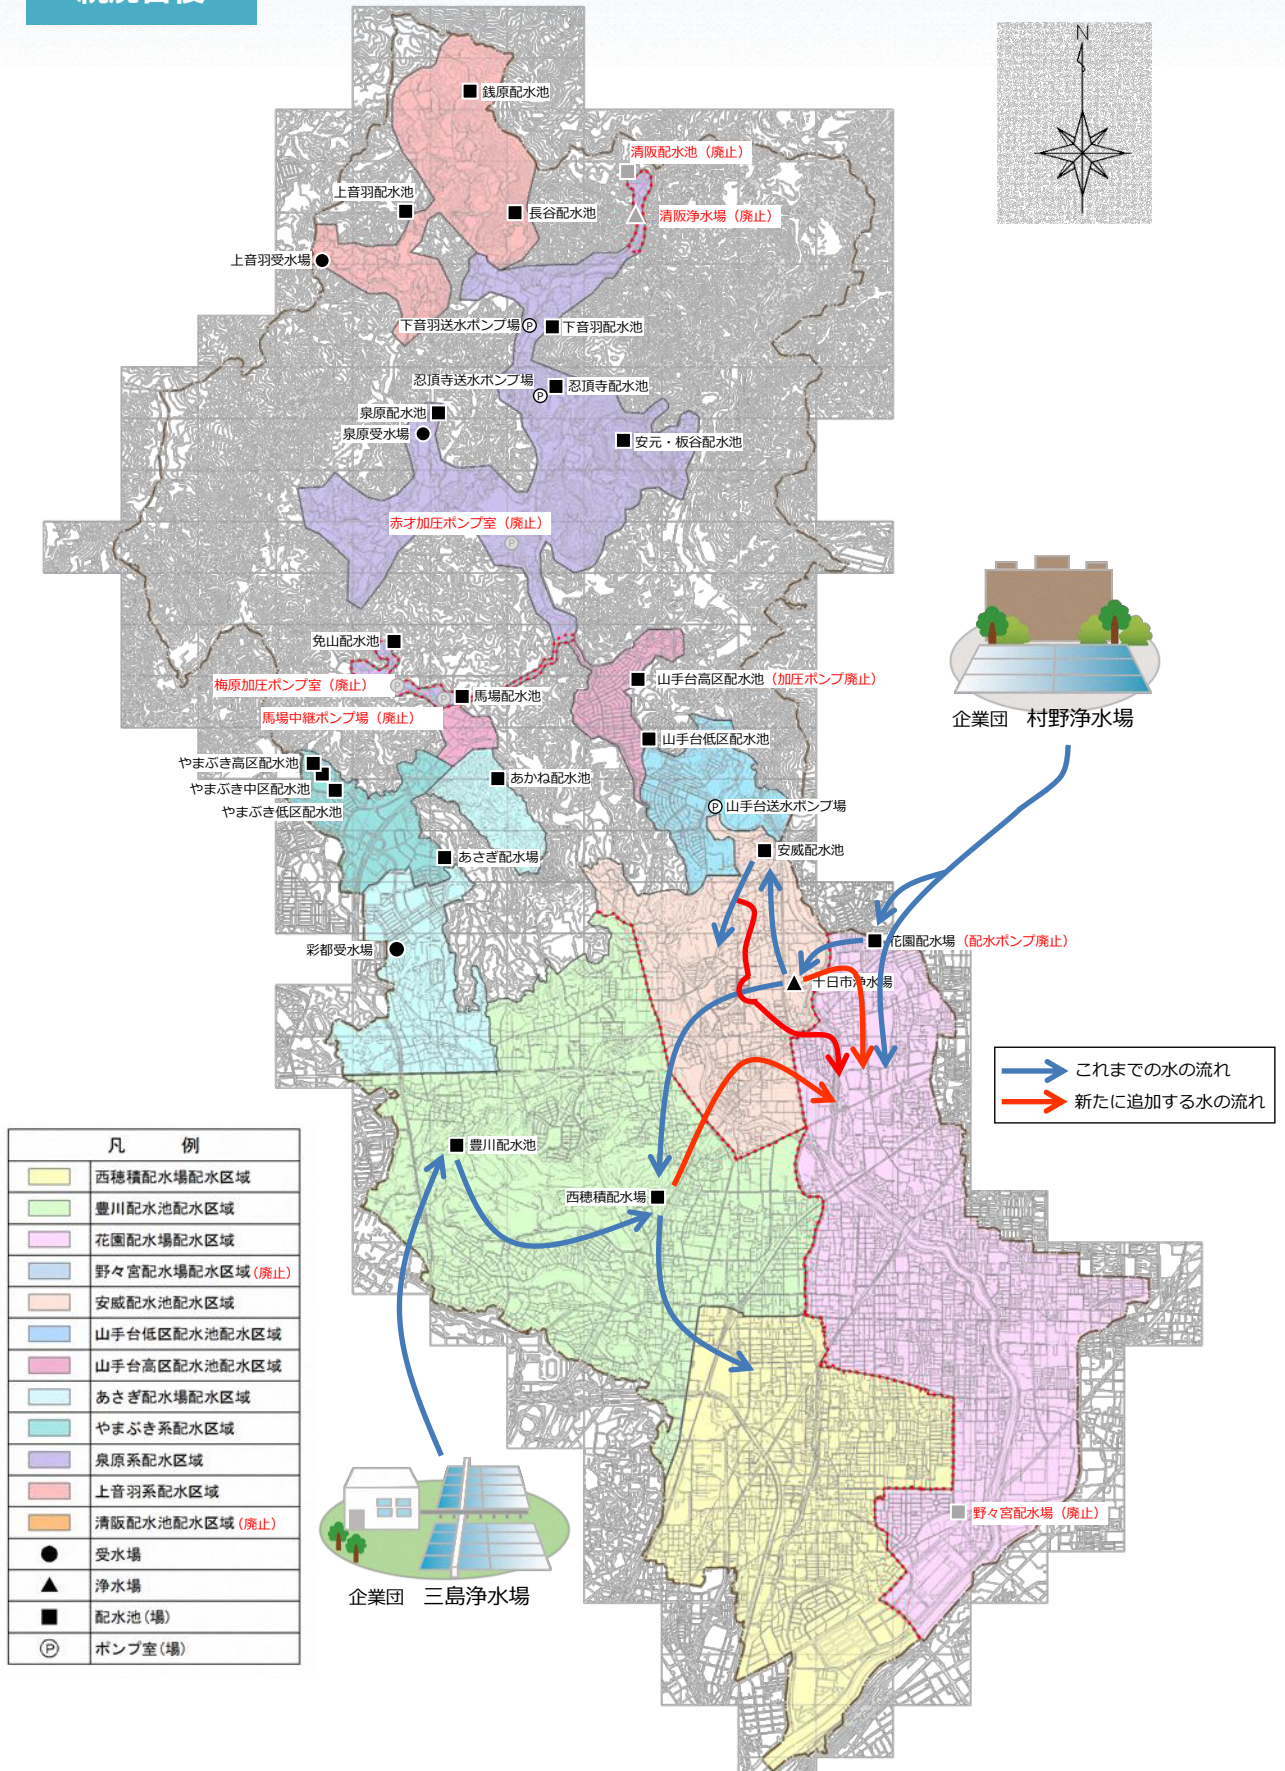 N
銭原配水池
清阪配水池（廃止）
上音羽配水池
長谷配水池
清阪浄水場（廃止）
上音羽受水場
下音羽送水ポンプ場
P
下音羽配水池
忍頂寺送水ポンプ場
P
忍頂寺配水池
泉原配水池
泉原受水場
安元・板谷配水池
赤才加圧ポンプ室（廃止）
P
免山配水池
梅原加圧ポンプ室（廃止）
P
馬場配水池
山手台高区配水池（加圧ポンプ廃止）
馬場中継ポンプ場（廃止）
P
企業団　村野浄水場
山手台低区配水池
やまぶき高区配水池
やまぶき中区配水池
やまぶき低区配水池
あかね配水池
P
山手台送水ポンプ場
あさぎ配水場
安威配水池
彩都受水場
花園配水場（配水ポンプ廃止）
十日市浄水場
これまでの水の流れ
新たに追加する水の流れ
豊川配水池
西穂積配水場
凡　例
西穂積配水場配水区域
豊川配水池配水区域
花園配水場配水区域
野々宮配水場配水区域（廃止）
安威配水池配水区域
山手台低区配水池配水区域
山手台高区配水池配水区域
あさぎ配水場配水区域
やまぶき系配水区域
泉原系配水区域
上音羽系配水区域
清阪配水池配水区域（廃止）
受水場
浄水場
配水池（場）
P
ポンプ室（場）
野々宮配水場（廃止）
企業団　三島浄水場